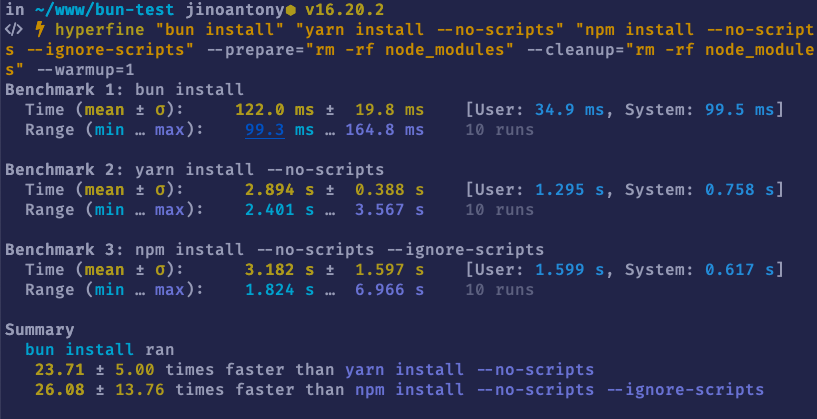 in ~/www/bun-test jinoantony● v16.20.2
</> ⚡ hyperfine "bun install" "yarn install --no-scripts" "npm install --no-script
s --ignore-scripts" --prepare="rm -rf node_modules" --cleanup="rm -rf node_module
s" --warmup=1
Benchmark 1: bun install
Time (mean ± σ): 122.0 ms ± 19.8 ms [User: 34.9 ms, System: 99.5 ms]
Range (min … max): 99.3 ms … 164.8 ms 10 runs
Benchmark 2: yarn install --no-scripts
Time (mean ± σ): 2.894 s ± 0.388 s [User: 1.295 s, System: 0.758 s]
Range (min … max): 2.401 s … 3.567 s 10 runs
Benchmark 3: npm install --no-scripts --ignore-scripts
Time (mean ± σ): 3.182 s ± 1.597 s [User: 1.599 s, System: 0.617 s]
Range (min … max): 1.824 s … 6.966 s 10 runs
Summary
bun install ran
23.71 ± 5.00 times faster than yarn install --no-scripts
26.08 ± 13.76 times faster than npm install --no-scripts --ignore-scripts